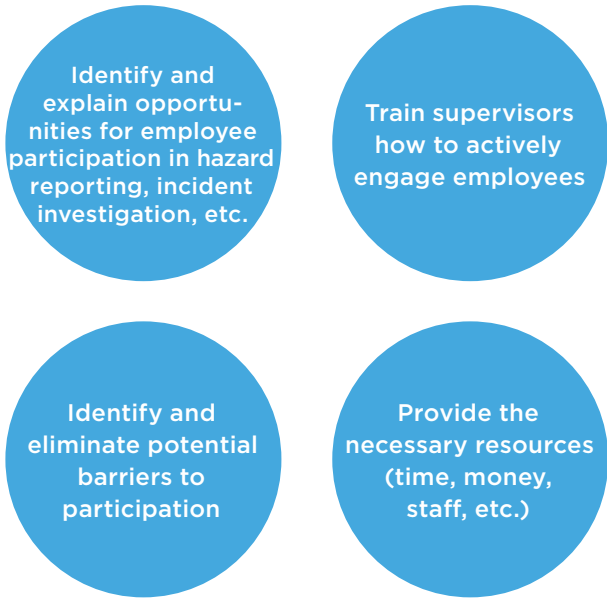 Identify and
explain opportu-
nities for employee
participation in hazard
reporting, incident
investigation, etc.
Train supervisors
how to actively
engage employees
Identify and
eliminate potential
barriers to
participation
Provide the
necessary resources
(time, money,
staff, etc.)